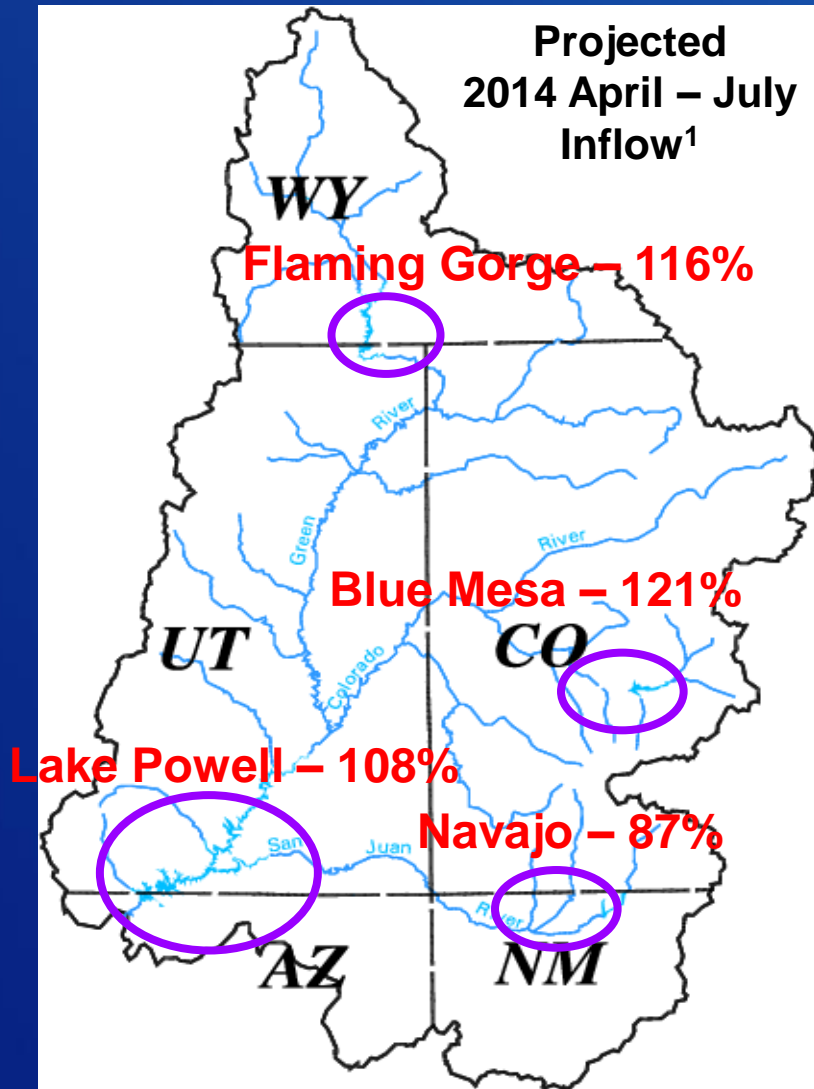 Projected
2014 April – July
Inflow¹
WY
Flaming Gorge – 116%
River
Green
River
Blue Mesa – 121%
UT
CO
Colorado
Lake Powell – 108%
Navajo – 87%
San Juan
River
AZ
NM